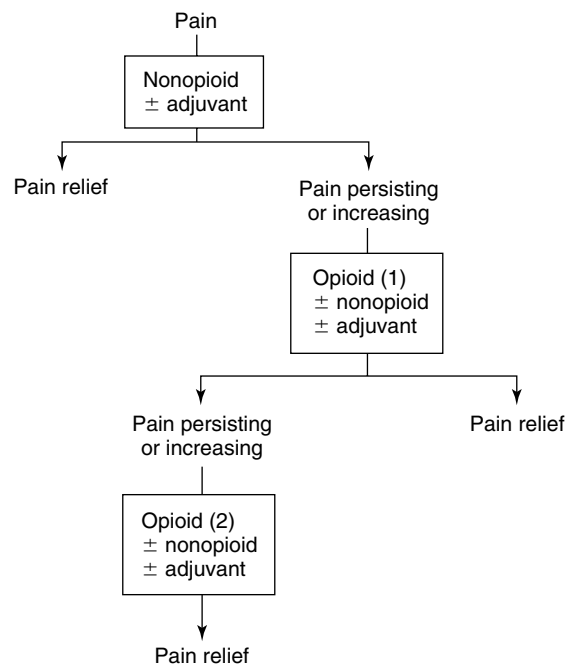 Pain
Nonopioid
± adjuvant
Pain relief
Pain persisting
or increasing
Opioid (1)
± nonopioid
± adjuvant
Pain persisting
or increasing
Pain relief
Opioid (2)
± nonopioid
± adjuvant
Pain relief